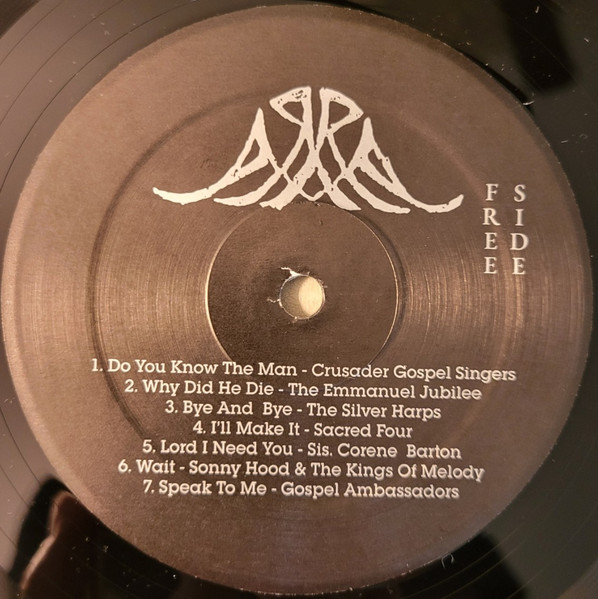 FREE
SIDE
1. Do You Know The Man - Crusader Gospel Singers
2. Why Did He Die - The Emmanuel Jubilee
3. Bye And Bye - The Silver Harps
4. I'll Make It - Sacred Four
5. Lord I Need You - Sis. Corene Barton
6. Wait - Sonny Hood & The Kings Of Melody
7. Speak To Me - Gospel Ambassadors